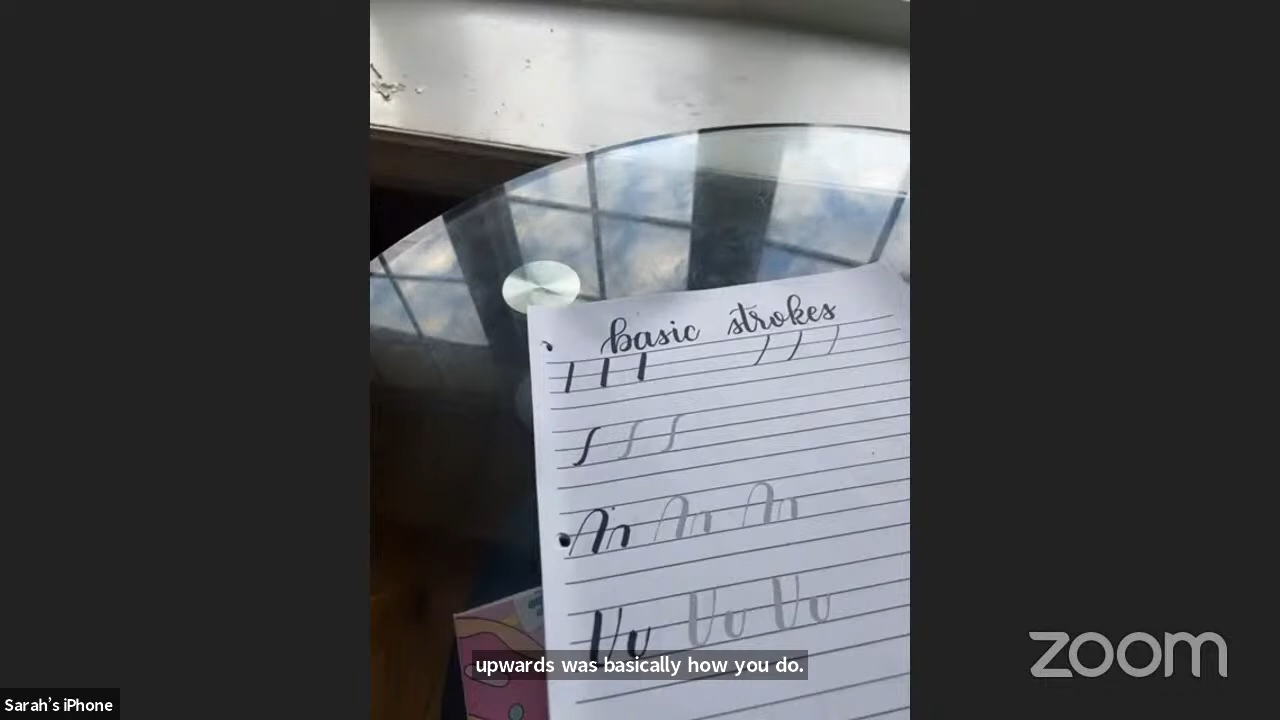 basic strokes
upwards was basically how you do.
zoom
Sarah's iPhone